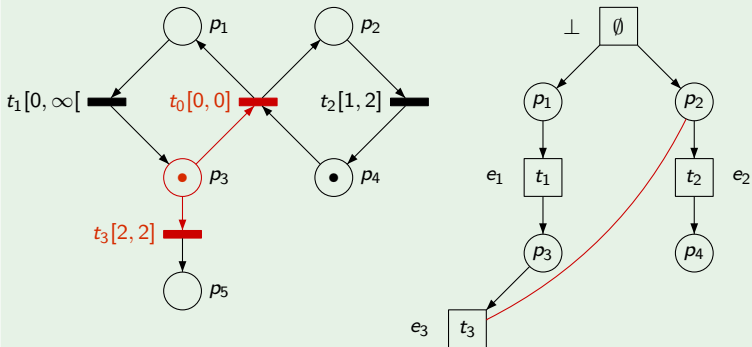 p₁
p₂
t₁[0, ∞[
t₀[0, 0]
t₂[1, 2]
p₃
p₄
t₃[2, 2]
p₅
⊥
∅
p₁
p₂
e₁
t₁
t₂
e₂
p₃
p₄
e₃
t₃